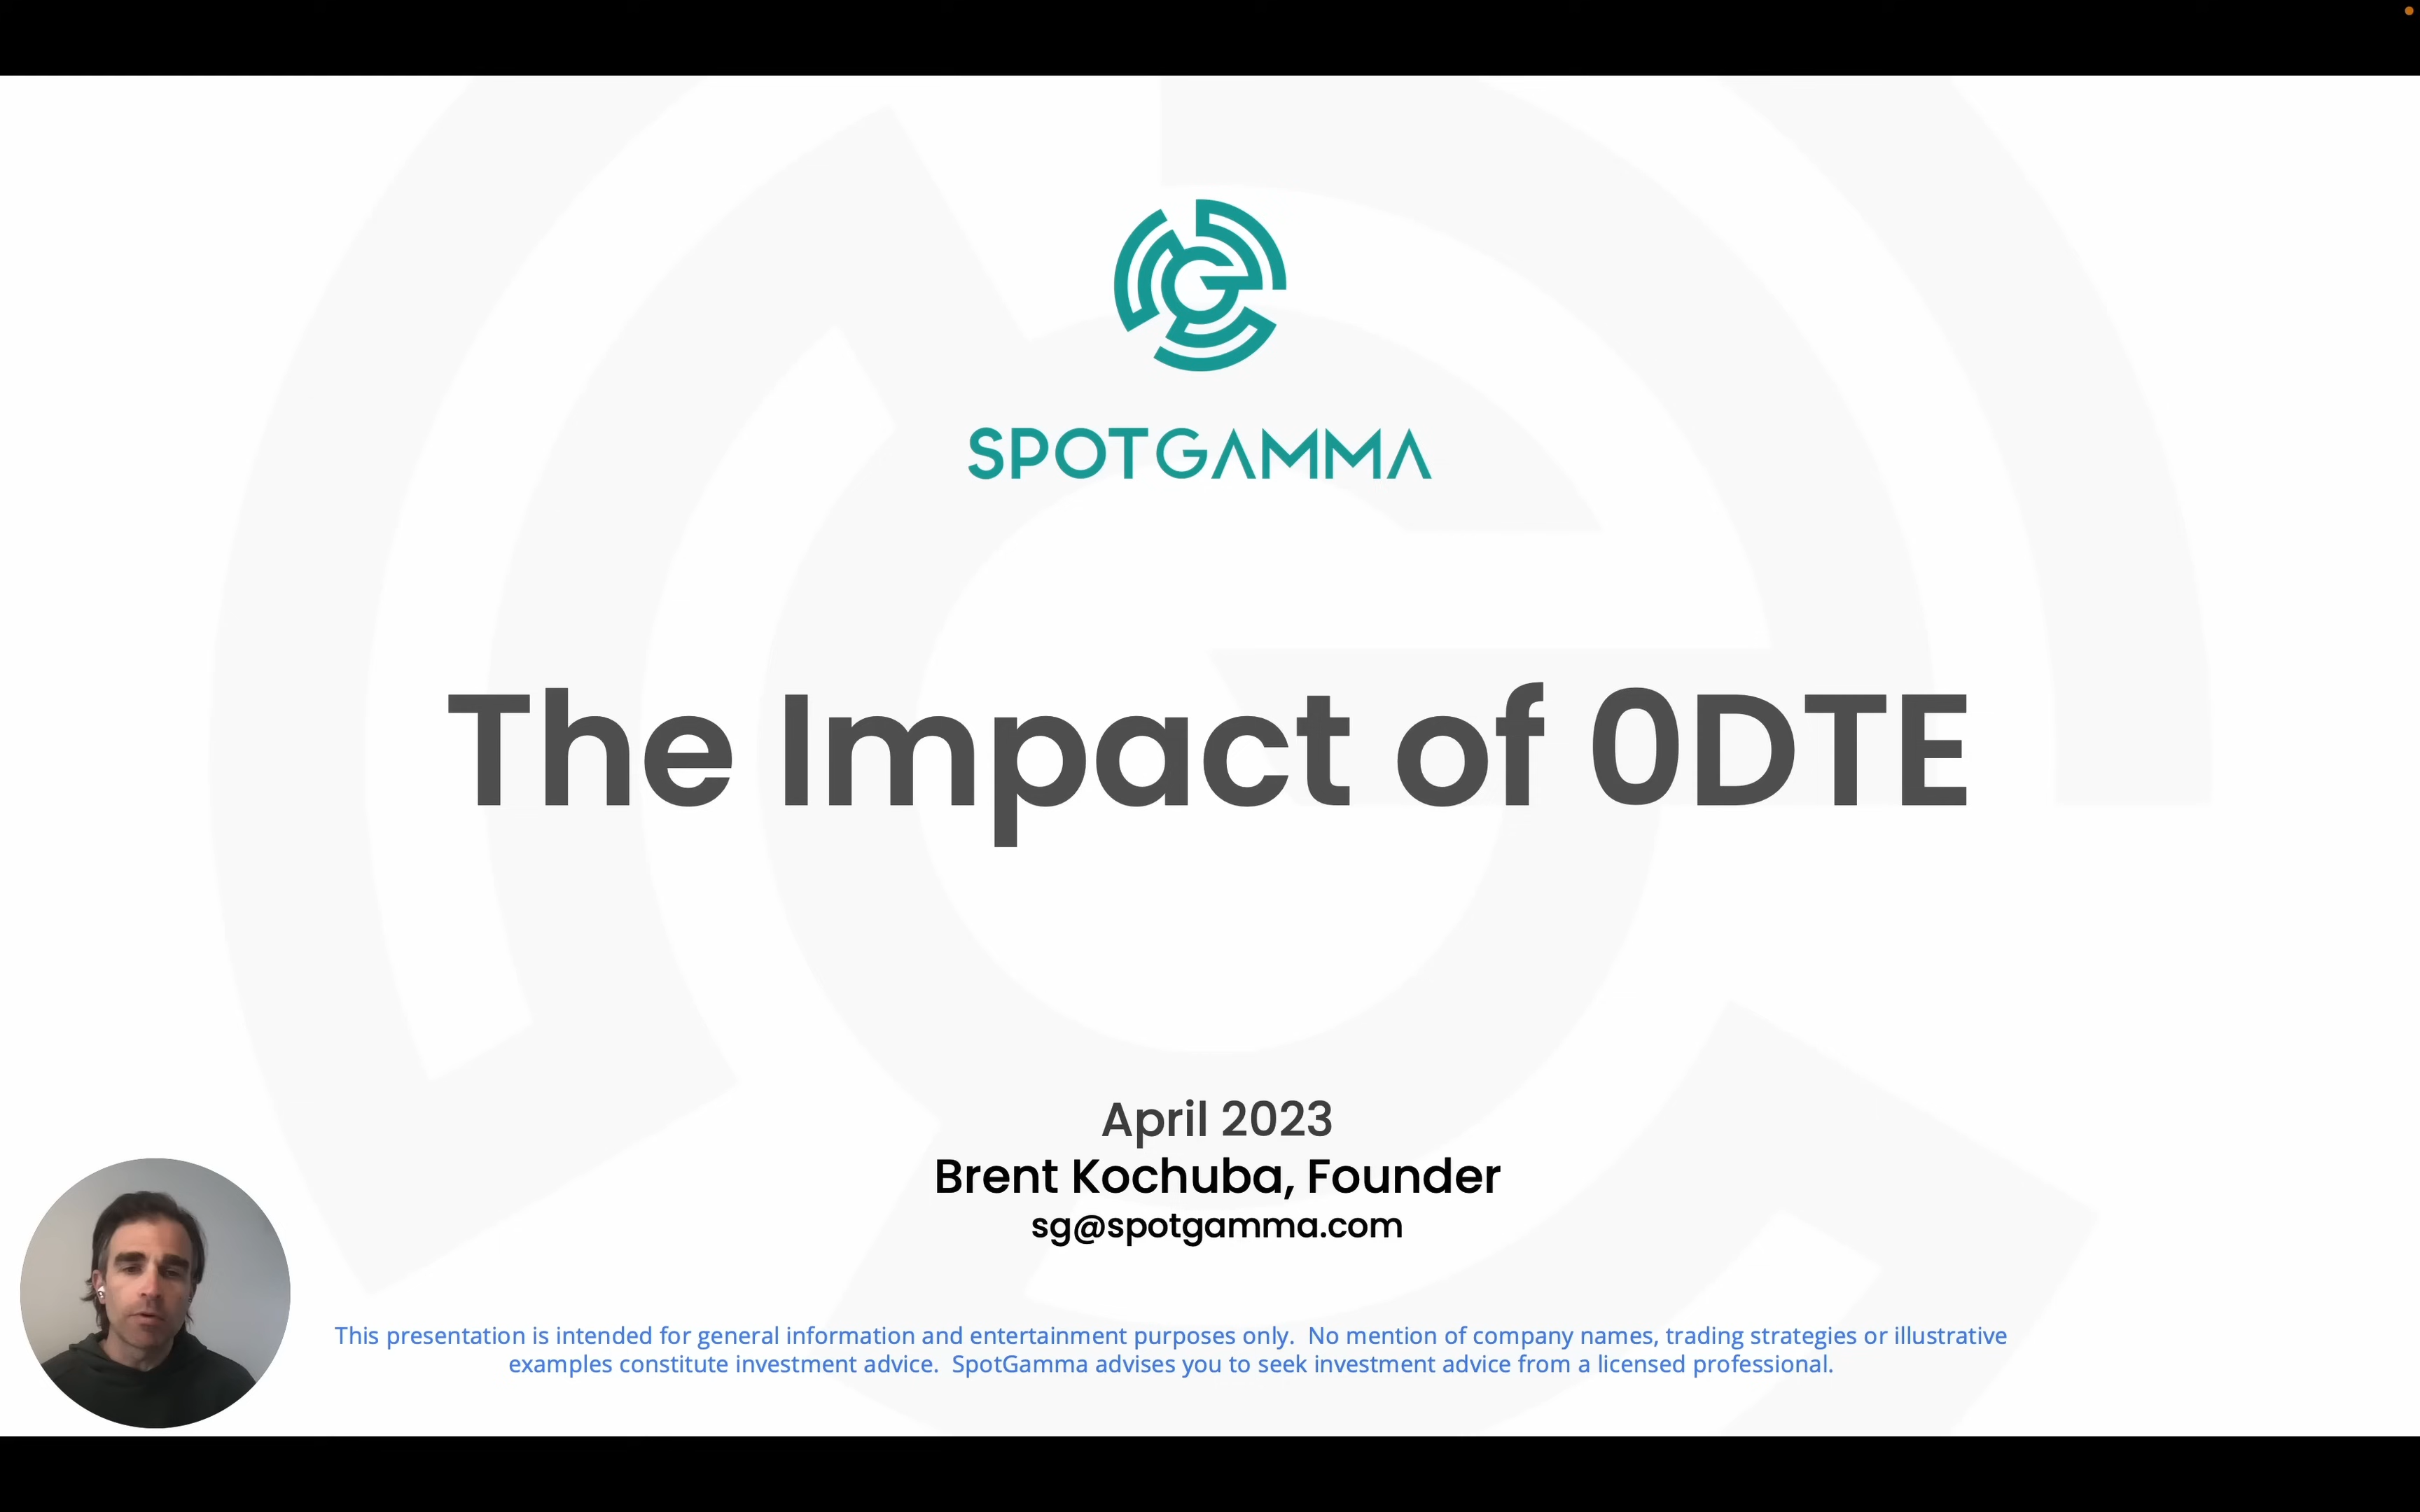 SPOTGAMMA
The Impact of 0DTE
April 2023
Brent Kochuba, Founder
sg@spotgamma.com
This presentation is intended for general information and entertainment purposes only.  No mention of company names, trading strategies or illustrative
examples constitute investment advice.  SpotGamma advises you to seek investment advice from a licensed professional.